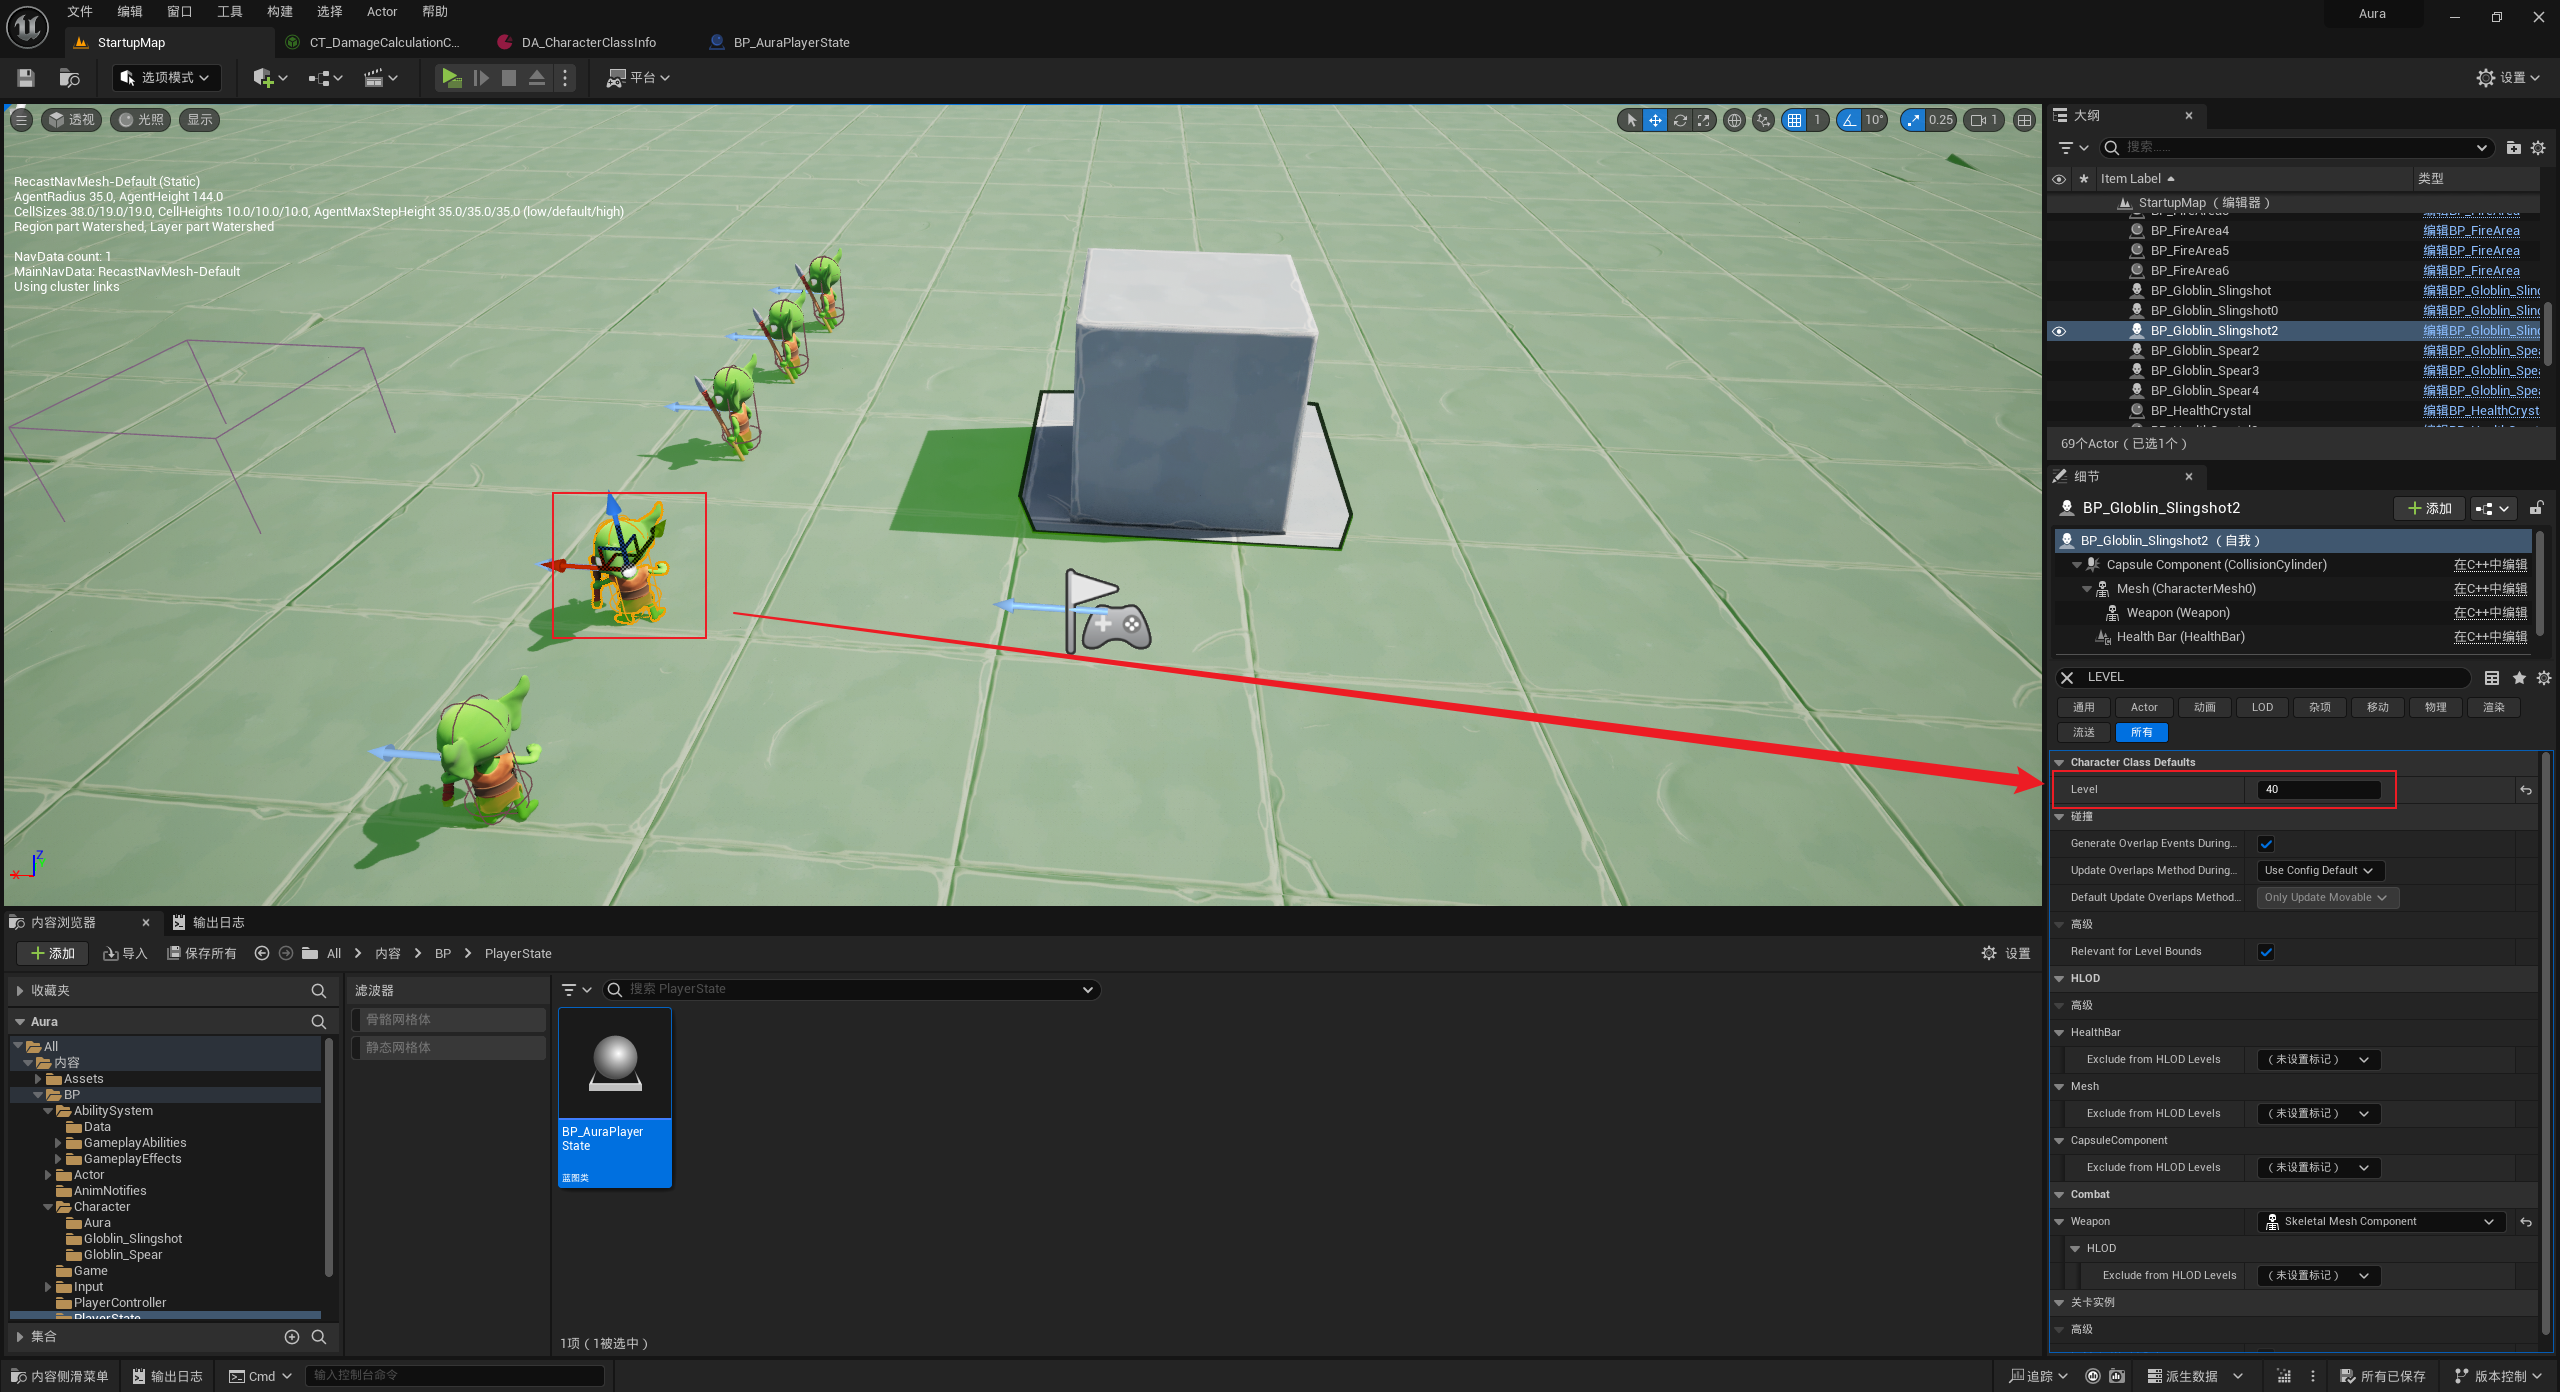 文件 编辑 窗口 工具 构建 选择 Actor 帮助 Aura
StartupMap CT_DamageCalculationC... DA_CharacterClassInfo BP_AuraPlayerState
选项模式 平台 设置
透视 光照 显示 1 10° 0.25 1
RecastNavMesh-Default (Static)
AgentRadius 35.0, AgentHeight 144.0
CellSizes 38.0/19.0/19.0, CellHeights 10.0/10.0/10.0, AgentMaxStepHeight 35.0/35.0/35.0 (low/default/high)
Region part Watershed, Layer part Watershed
NavData count: 1
MainNavData: RecastNavMesh-Default
Using cluster links
Z
X
大纲
搜索......
Item Label 类型
StartupMap （编辑器）
BP_FireArea4 编辑BP_FireArea
BP_FireArea5 编辑BP_FireArea
BP_FireArea6 编辑BP_FireArea
BP_Globlin_Slingshot 编辑BP_Globlin_Sling
BP_Globlin_Slingshot0 编辑BP_Globlin_Sling
BP_Globlin_Slingshot2 编辑BP_Globlin_Sling
BP_Globlin_Spear2 编辑BP_Globlin_Spea
BP_Globlin_Spear3 编辑BP_Globlin_Spea
BP_Globlin_Spear4 编辑BP_Globlin_Spea
BP_HealthCrystal 编辑BP_HealthCryst
69个Actor（已选1个）
细节
BP_Globlin_Slingshot2 添加
BP_Globlin_Slingshot2 （自我）
Capsule Component (CollisionCylinder) 在C++中编辑
Mesh (CharacterMesh0) 在C++中编辑
Weapon (Weapon) 在C++中编辑
Health Bar (HealthBar) 在C++中编辑
LEVEL
通用 Actor 动画 LOD 杂项 移动 物理 渲染
流送 所有
Character Class Defaults
Level 40
碰撞
Generate Overlap Events During...
Update Overlaps Method During... Use Config Default
Default Update Overlaps Method... Only Update Movable
高级
Relevant for Level Bounds
HLOD
高级
HealthBar
Exclude from HLOD Levels （未设置标记）
Mesh
Exclude from HLOD Levels （未设置标记）
CapsuleComponent
Exclude from HLOD Levels （未设置标记）
Combat
Weapon Skeletal Mesh Component
HLOD
Exclude from HLOD Levels （未设置标记）
关卡实例
高级
内容浏览器 输出日志
添加 导入 保存所有 All 内容 BP PlayerState 设置
收藏夹
Aura
All
内容
Assets
BP
AbilitySystem
Data
GameplayAbilities
GameplayEffects
Actor
AnimNotifies
Character
Aura
Globlin_Slingshot
Globlin_Spear
Game
Input
PlayerController
PlayerState
集合
滤波器
骨骼网格体
静态网格体
搜索 PlayerState
BP_AuraPlayer
State
蓝图类
1项（1被选中）
内容侧滑菜单 输出日志 Cmd 输入控制台命令 追踪 派生数据 所有已保存 版本控制